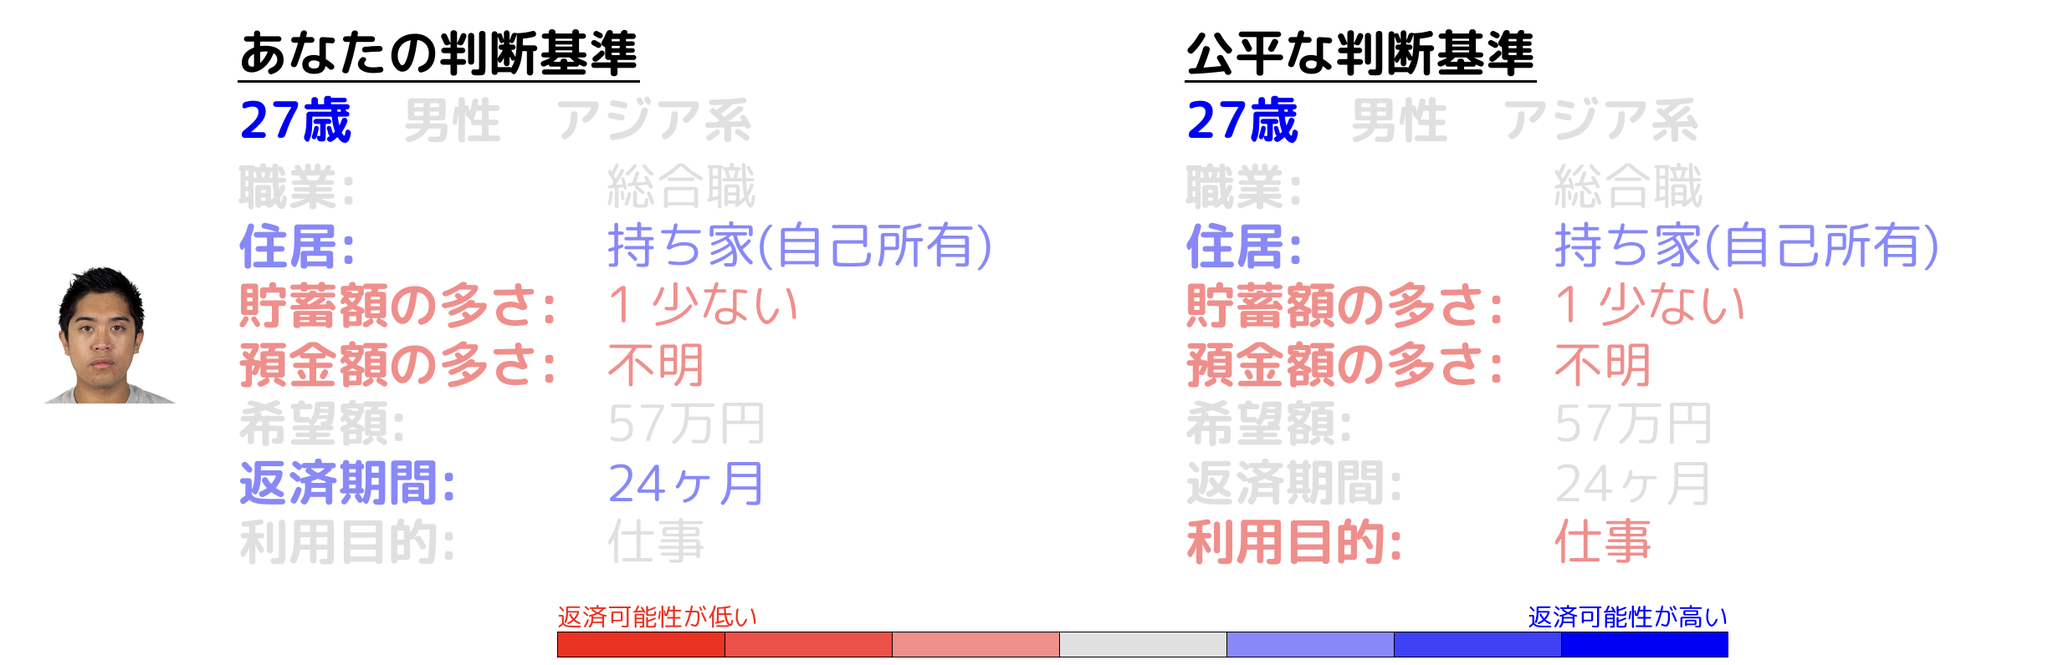 あなたの判断基準
27歳 男性 アジア系
職業: 総合職
住居: 持ち家(自己所有)
貯蓄額の多さ: 1 少ない
預金額の多さ: 不明
希望額: 57万円
返済期間: 24ヶ月
利用目的: 仕事
公平な判断基準
27歳 男性 アジア系
職業: 総合職
住居: 持ち家(自己所有)
貯蓄額の多さ: 1 少ない
預金額の多さ: 不明
希望額: 57万円
返済期間: 24ヶ月
利用目的: 仕事
返済可能性が低い
返済可能性が高い